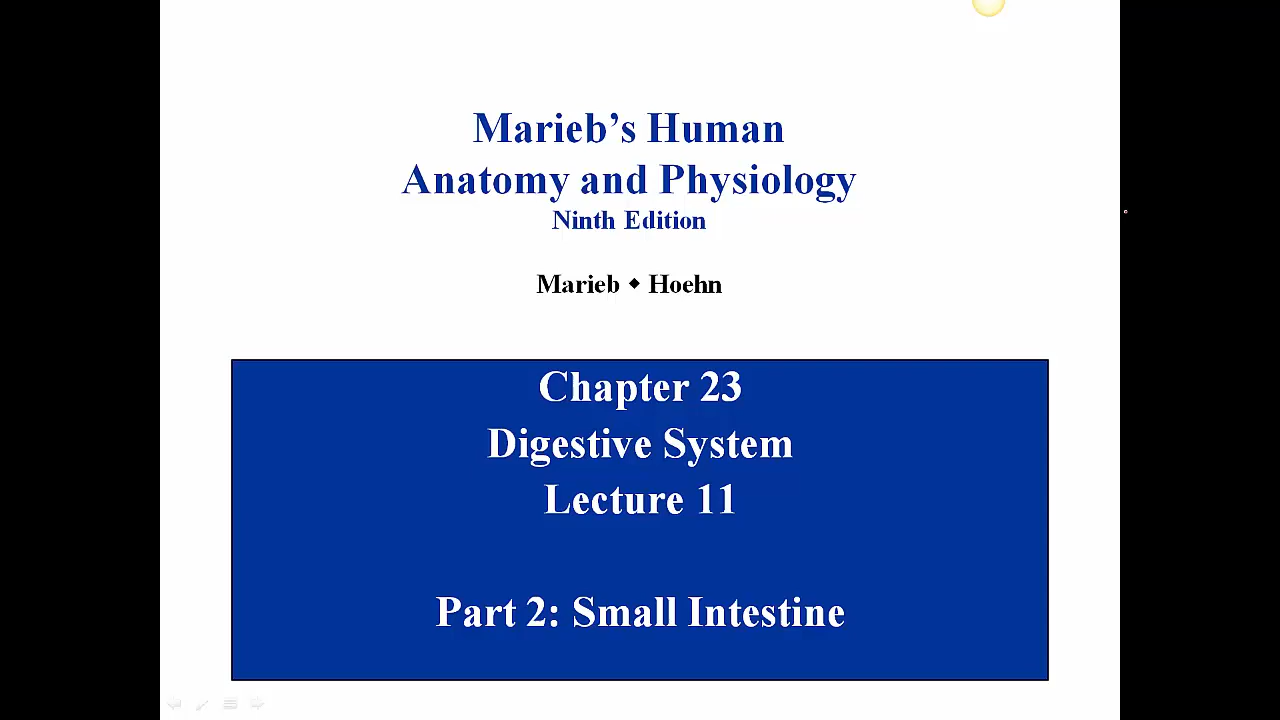 Marieb’s Human
Anatomy and Physiology
Ninth Edition
Marieb ◆ Hoehn
Chapter 23
Digestive System
Lecture 11
Part 2: Small Intestine